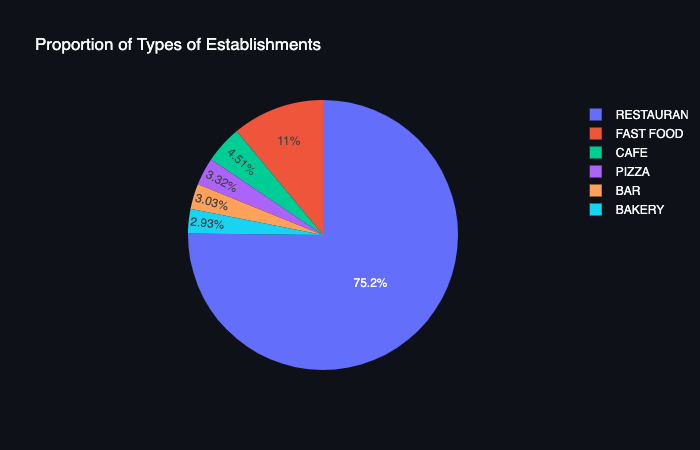 Proportion of Types of Establishments
RESTAURAN
FAST FOOD
CAFE
PIZZA
BAR
BAKERY
11%
4.51%
3.32%
3.03%
2.93%
75.2%